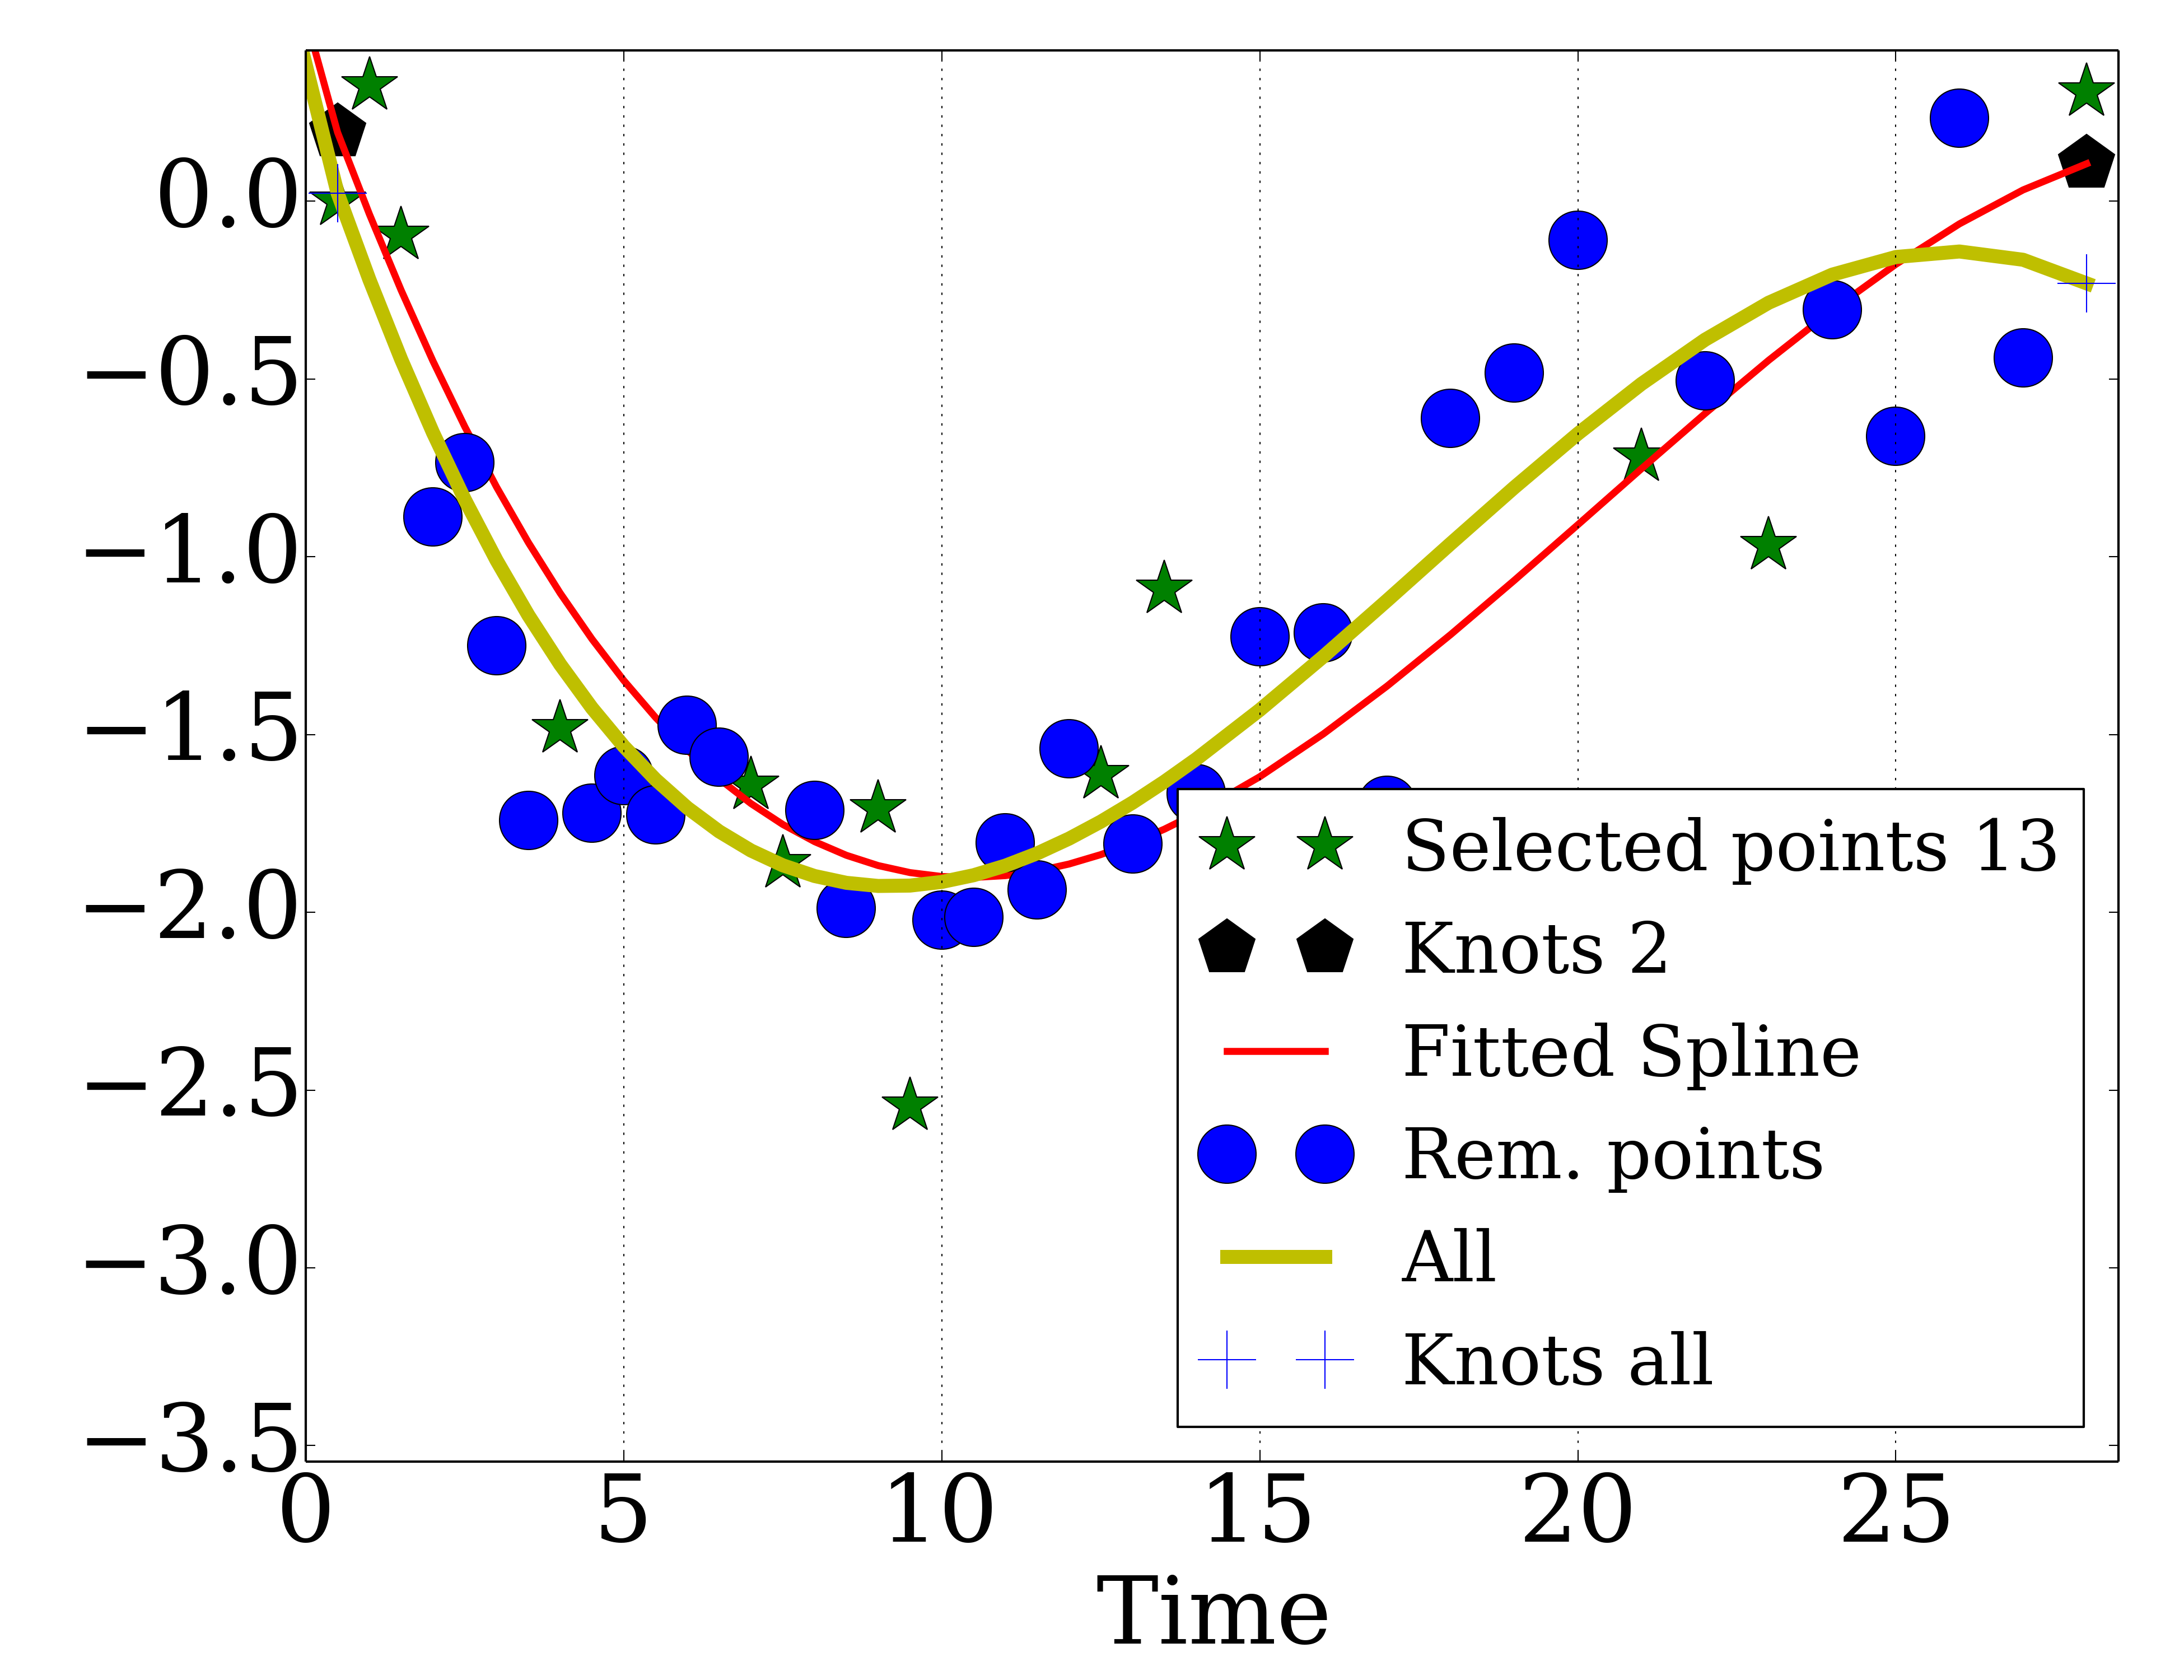 0.0
−0.5
−1.0
−1.5
−2.0
−2.5
−3.0
−3.5
Selected points 13
Knots 2
Fitted Spline
Rem. points
All
Knots all
0 5 10 15 20 25
Time